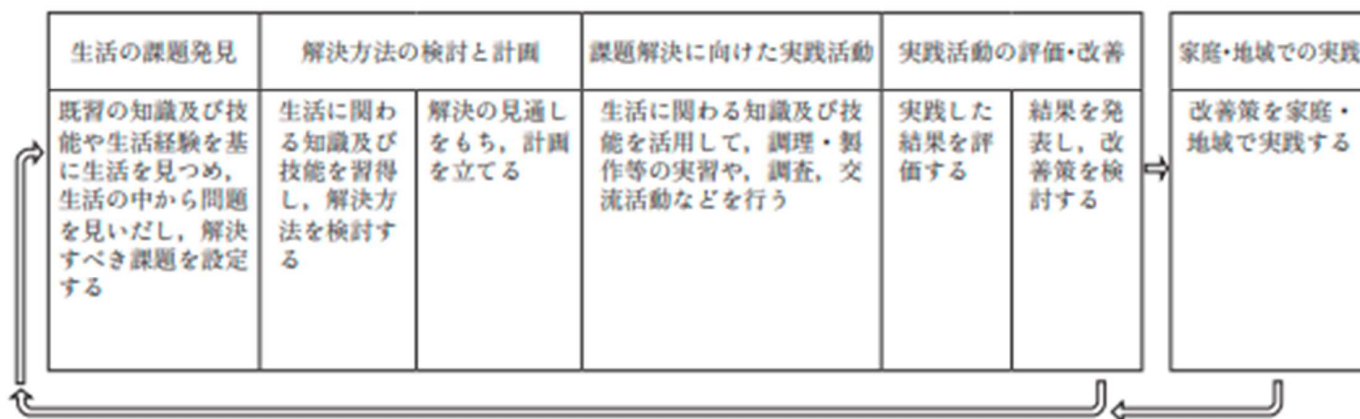 生活の課題発見
解決方法の検討と計画
課題解決に向けた実践活動
実践活動の評価・改善
家庭・地域での実践
既習の知識及び技
能や生活経験を基
に生活を見つめ，
生活の中から問題
を見いだし，解決
すべき課題を設定
する
生活に関わ
る知識及び
技能を習得
し，解決方
法を検討す
る
解決の見通し
をもち，計画
を立てる
生活に関わる知識及び技
能を活用して，調理・製
作等の実習や，調査，交
流活動などを行う
実践した
結果を評
価する
結果を発
表し，改
善策を検
討する
改善策を家庭・
地域で実践する